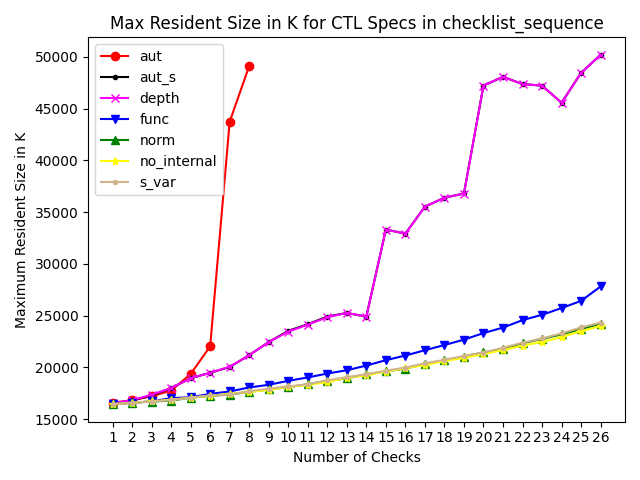 Max Resident Size in K for CTL Specs in checklist_sequence
aut
aut_s
depth
func
norm
no_internal
s_var
Maximum Resident Size in K
50000
45000
40000
35000
30000
25000
20000
15000
1 2 3 4 5 6 7 8 9 10 11 12 13 14 15 16 17 18 19 20 21 22 23 24 25 26
Number of Checks